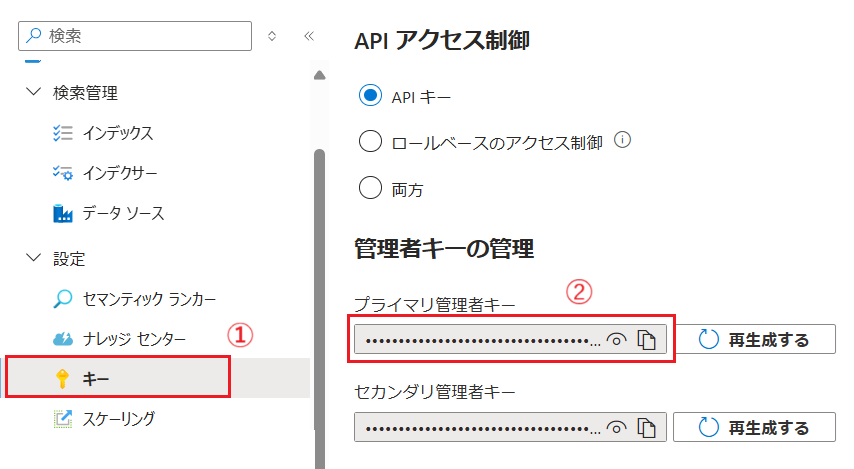 検索
検索管理
インデックス
インデクサー
データ ソース
設定
セマンティック ランカー
ナレッジ センター
①
キー
スケーリング
API アクセス制御
API キー
ロールベースのアクセス制御
両方
管理者キーの管理
②
プライマリ管理者キー
再生成する
セカンダリ管理者キー
再生成する